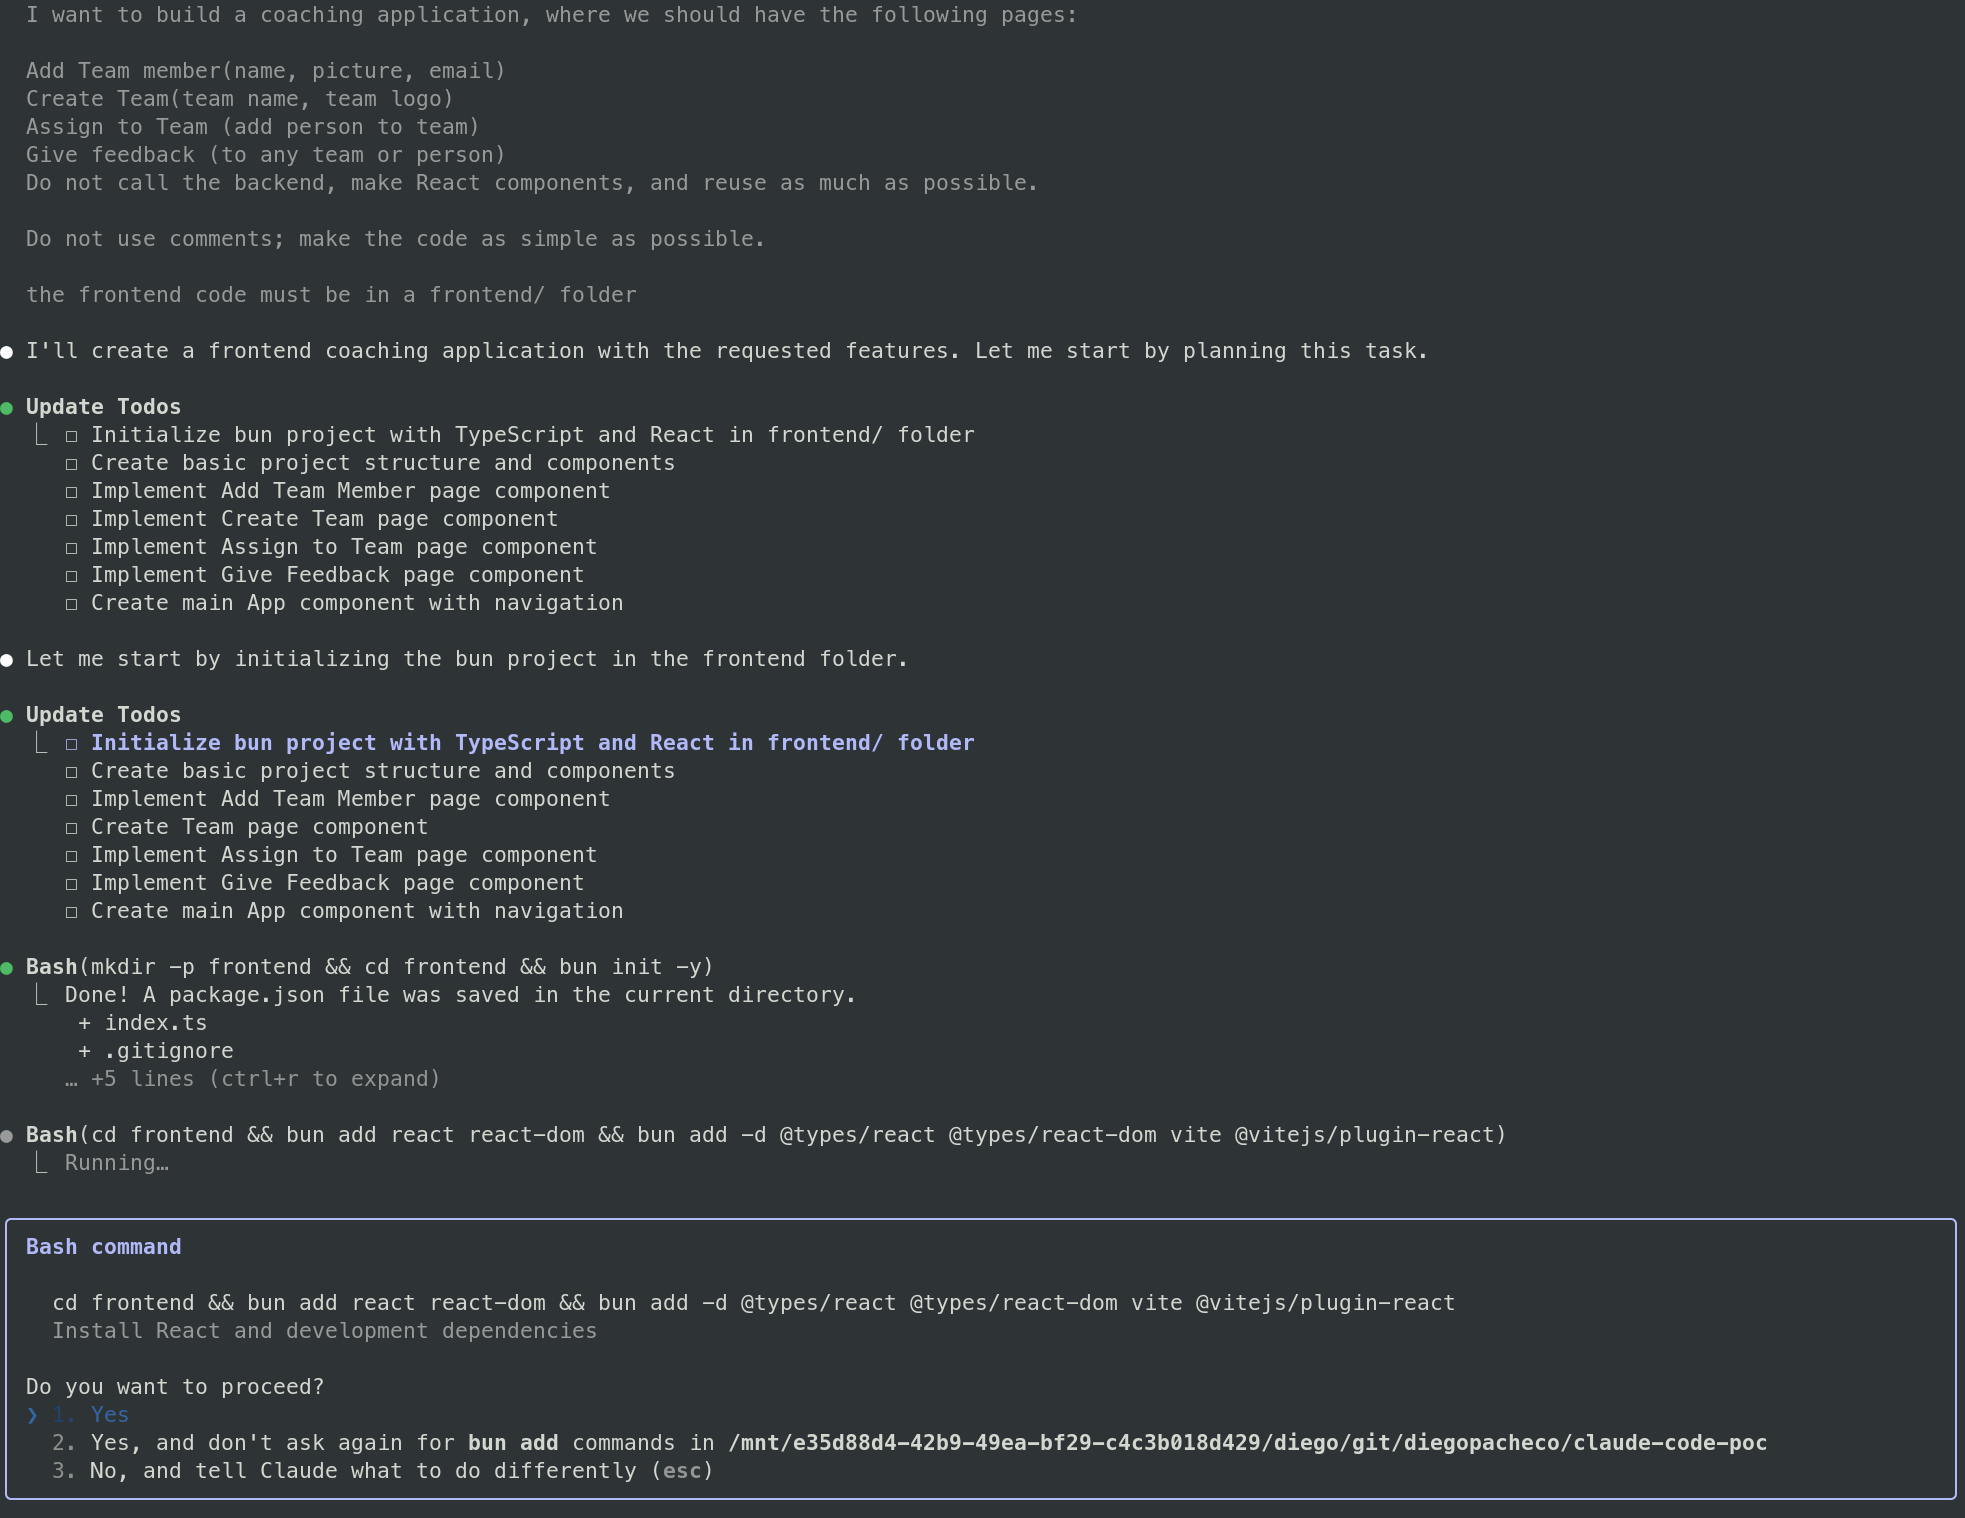 I want to build a coaching application, where we should have the following pages:
Add Team member(name, picture, email)
Create Team(team name, team logo)
Assign to Team (add person to team)
Give feedback (to any team or person)
Do not call the backend, make React components, and reuse as much as possible.
Do not use comments; make the code as simple as possible.
the frontend code must be in a frontend/ folder
● I'll create a frontend coaching application with the requested features. Let me start by planning this task.
● Update Todos
⎿ ☐ Initialize bun project with TypeScript and React in frontend/ folder
☐ Create basic project structure and components
☐ Implement Add Team Member page component
☐ Implement Create Team page component
☐ Implement Assign to Team page component
☐ Implement Give Feedback page component
☐ Create main App component with navigation
● Let me start by initializing the bun project in the frontend folder.
● Update Todos
⎿ ☐ Initialize bun project with TypeScript and React in frontend/ folder
☐ Create basic project structure and components
☐ Implement Add Team Member page component
☐ Create Team page component
☐ Implement Assign to Team page component
☐ Implement Give Feedback page component
☐ Create main App component with navigation
● Bash(mkdir -p frontend && cd frontend && bun init -y)
⎿ Done! A package.json file was saved in the current directory.
+ index.ts
+ .gitignore
… +5 lines (ctrl+r to expand)
● Bash(cd frontend && bun add react react-dom && bun add -d @types/react @types/react-dom vite @vitejs/plugin-react)
⎿ Running…
Bash command
cd frontend && bun add react react-dom && bun add -d @types/react @types/react-dom vite @vitejs/plugin-react
Install React and development dependencies
Do you want to proceed?
❯ 1. Yes
2. Yes, and don't ask again for bun add commands in /mnt/e35d88d4-42b9-49ea-bf29-c4c3b018d429/diego/git/diegopacheco/claude-code-poc
3. No, and tell Claude what to do differently (esc)